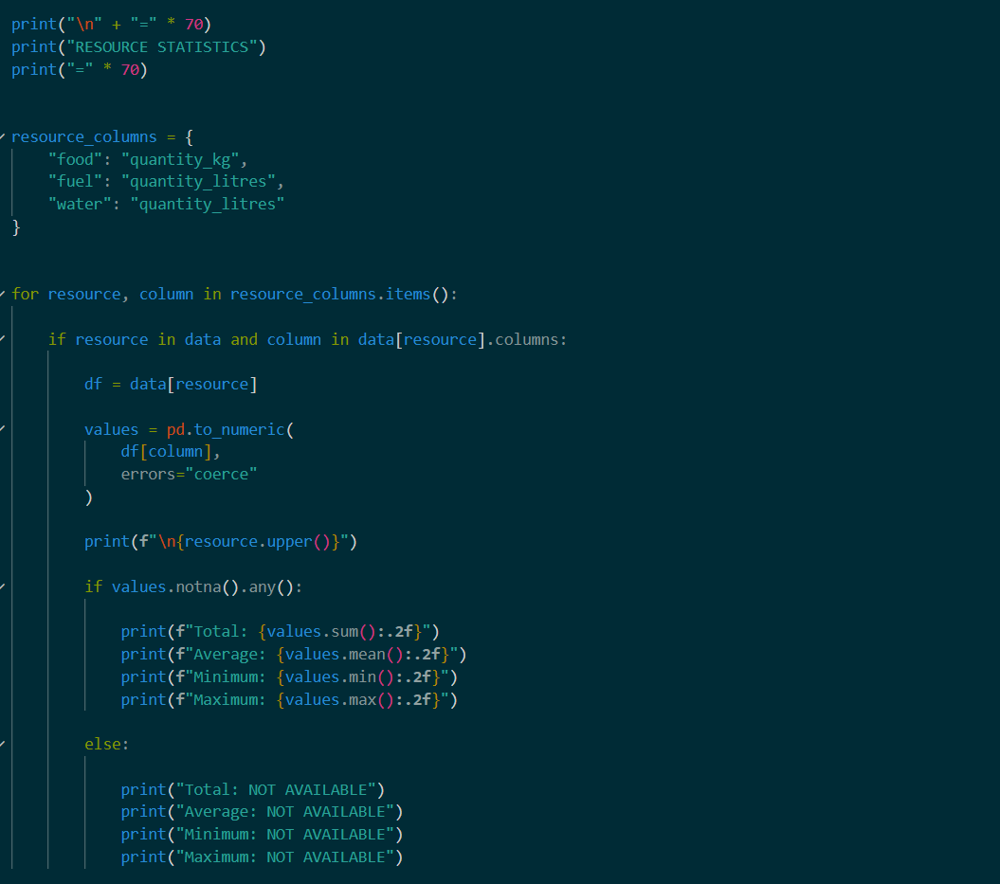 print("\n" + "=" * 70)
print("RESOURCE STATISTICS")
print("=" * 70)
resource_columns = {
    "food": "quantity_kg",
    "fuel": "quantity_litres",
    "water": "quantity_litres"
}
for resource, column in resource_columns.items():
    if resource in data and column in data[resource].columns:
        df = data[resource]
        values = pd.to_numeric(
            df[column],
            errors="coerce"
        )
        print(f"\n{resource.upper()}")
        if values.notna().any():
            print(f"Total: {values.sum():.2f}")
            print(f"Average: {values.mean():.2f}")
            print(f"Minimum: {values.min():.2f}")
            print(f"Maximum: {values.max():.2f}")
        else:
            print("Total: NOT AVAILABLE")
            print("Average: NOT AVAILABLE")
            print("Minimum: NOT AVAILABLE")
            print("Maximum: NOT AVAILABLE")